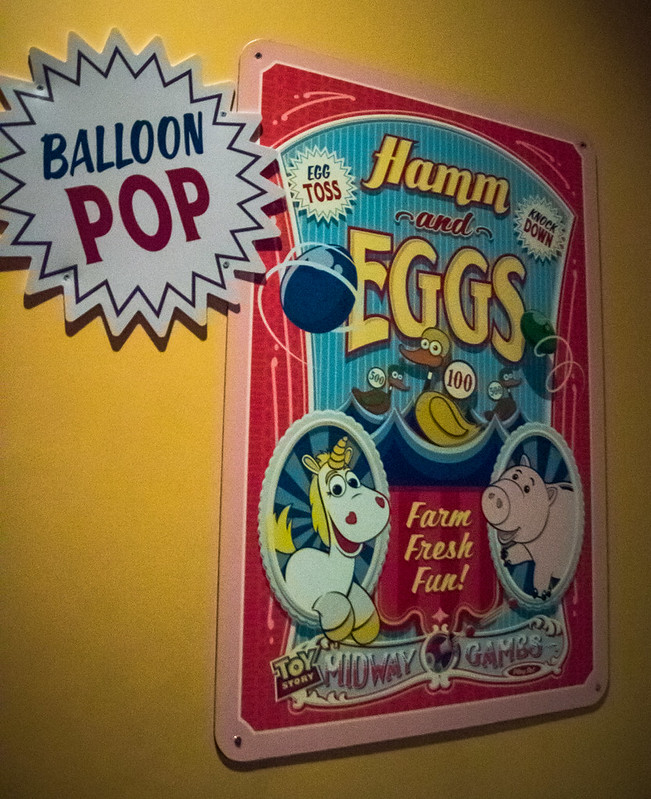 BALLOON
POP
EGG
TOSS
Hamm
and
EGGS
KNOCK
DOWN
500
100
500
Farm
Fresh
Fun!
TOY
STORY
MIDWAY GAMES